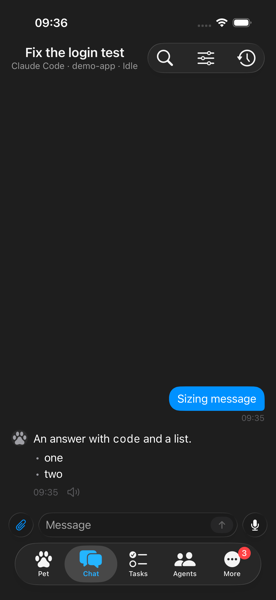 09:36
Fix the login test
Claude Code · demo-app · Idle
Sizing message
09:35
An answer with code and a list.
• one
• two
09:35
Message
Pet
Chat
Tasks
Agents
3
More